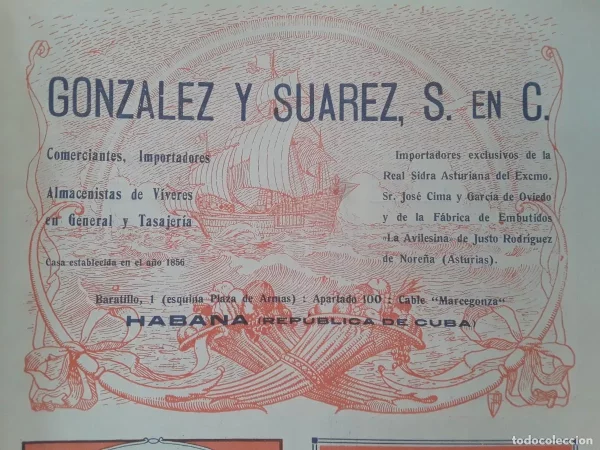 GONZALEZ Y SUAREZ, S. EN C.
Comerciantes, Importadores
Almacenistas de Víveres
en General y Tasajería
Casa establecida en el año 1856
Importadores exclusivos de la
Real Sidra Asturiana del Excmo.
Sr. José Cima y García de Oviedo
y de la Fábrica de Embutidos
"La Avilesina" de Justo Rodríguez
de Noreña (Asturias).
Baratillo, 1 (esquina Plaza de Armas) : Apartado 100 : Cable "Marcegonza"
HABANA (REPÚBLICA DE CUBA)
todocoleccion